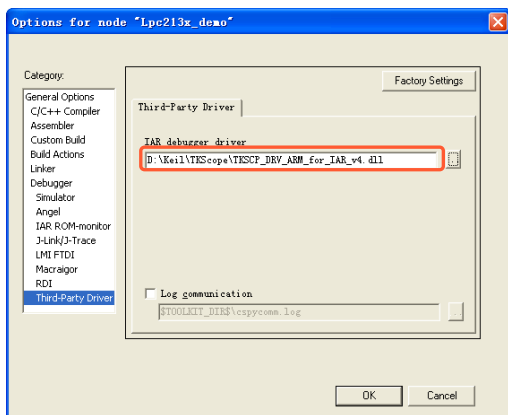 Options for node "Lpc213x_demo"
Category:
Factory Settings
General Options
C/C++ Compiler
Assembler
Custom Build
Build Actions
Linker
Debugger
Simulator
Angel
IAR ROM-monitor
J-Link/J-Trace
LMI FTDI
Macraigor
RDI
Third-Party Driver
Third-Party Driver
IAR debugger driver
D:\Keil\TKScope\TKSCP_DRV_ARM_for_IAR_v4.dll
Log communication
$TOOLKIT_DIR$\cspycomm.log
OK
Cancel